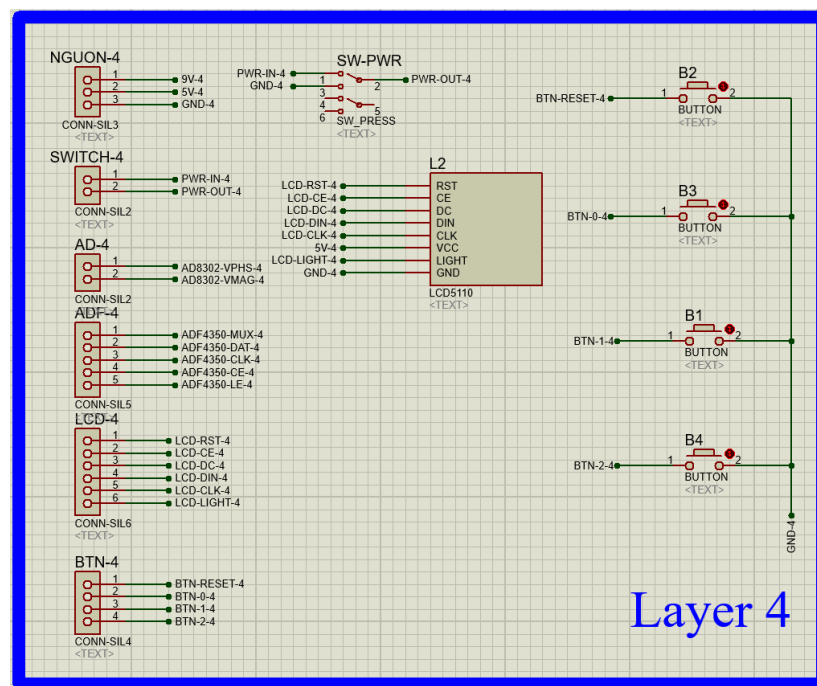 NGUON-4
1 9V-4
2 5V-4
3 GND-4
CONN-SIL3
<TEXT>
SWITCH-4
1 PWR-IN-4
2 PWR-OUT-4
CONN-SIL2
<TEXT>
AD-4
1 AD8302-VPHS-4
2 AD8302-VMAG-4
CONN-SIL2
<TEXT>
ADF-4
1 ADF4350-MUX-4
2 ADF4350-DAT-4
3 ADF4350-CLK-4
4 ADF4350-CE-4
5 ADF4350-LE-4
CONN-SIL5
<TEXT>
LCD-4
1 LCD-RST-4
2 LCD-CE-4
3 LCD-DC-4
4 LCD-DIN-4
5 LCD-CLK-4
6 LCD-LIGHT-4
CONN-SIL6
<TEXT>
BTN-4
1 BTN-RESET-4
2 BTN-0-4
3 BTN-1-4
4 BTN-2-4
CONN-SIL4
<TEXT>
SW-PWR
PWR-IN-4
GND-4 1 2 PWR-OUT-4
3
4 5
6 SW_PRESS
<TEXT>
L2
LCD-RST-4 RST
LCD-CE-4 CE
LCD-DC-4 DC
LCD-DIN-4 DIN
LCD-CLK-4 CLK
5V-4 VCC
LCD-LIGHT-4 LIGHT
GND-4 GND
LCD5110
<TEXT>
B2
BTN-RESET-4 1 2
BUTTON
<TEXT>
B3
BTN-0-4 1 2
BUTTON
<TEXT>
B1
BTN-1-4 1 2
BUTTON
<TEXT>
B4
BTN-2-4 1 2
BUTTON
<TEXT>
GND-4
Layer 4